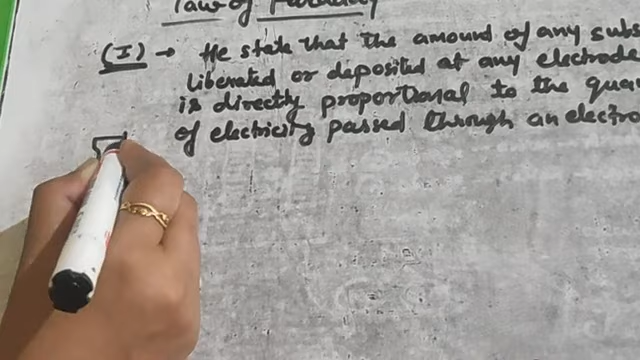 law of Faraday
(I) → He state that the amount of any subs
liberated or deposited at any electrode
is directly proportional to the quan
of electricity passed through an electro